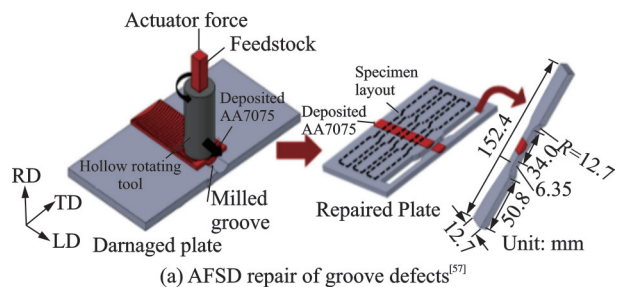 Actuator force
Feedstock
Deposited
AA7075
Hollow rotating
tool
Milled
groove
RD
TD
LD
Darnaged plate
Specimen
layout
Deposited
AA7075
Repaired Plate
152.4
34.0
R=12.7
6.35
50.8
12.7
Unit: mm
(a) AFSD repair of groove defects[57]